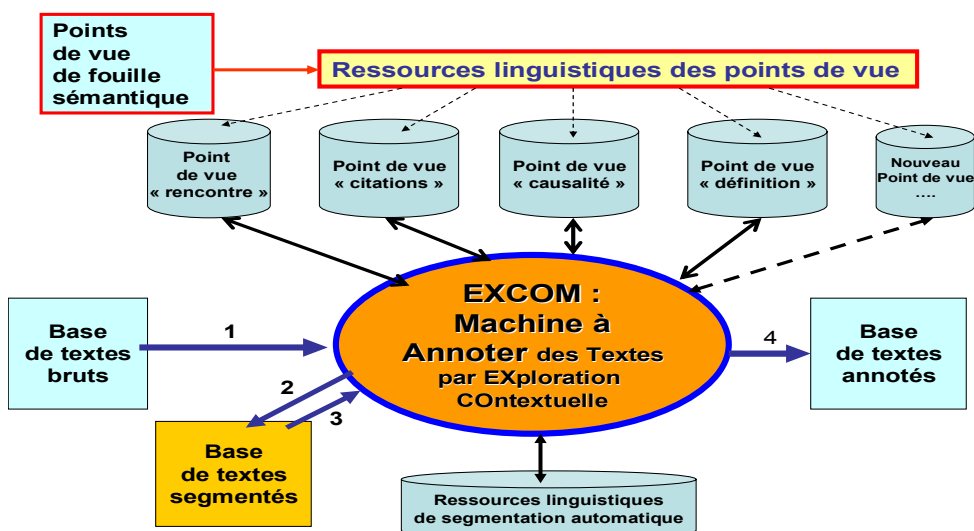 Points
de vue
de fouille
sémantique
Ressources linguistiques des points de vue
Point
de vue
« rencontre »
Point de vue
« citations »
Point de vue
« causalité »
Point de vue
« définition »
Nouveau
Point de vue
....
EXCOM :
Machine à
Annoter des Textes
par EXploration
COntextuelle
Base
de textes
bruts
1
2
3
4
Base
de textes
annotés
Base
de textes
segmentés
Ressources linguistiques
de segmentation automatique